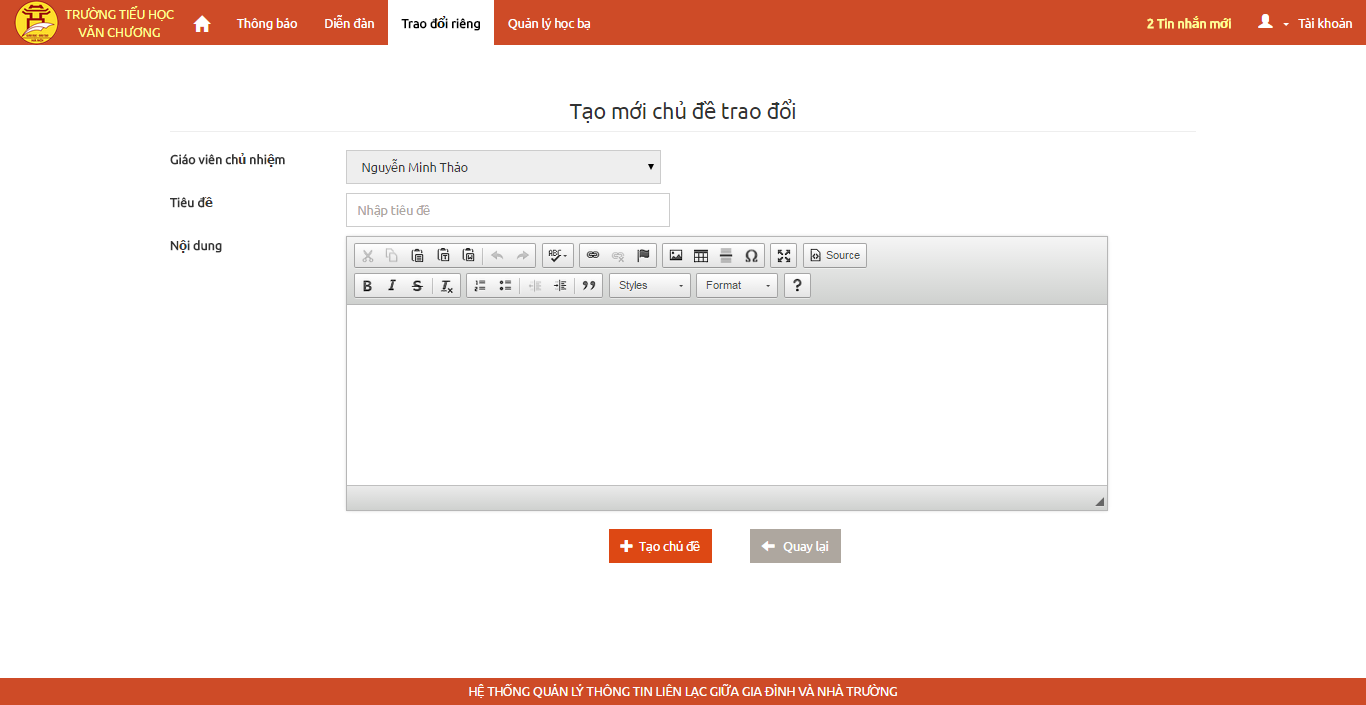 TRƯỜNG TIỂU HỌC
VĂN CHƯƠNG
Thông báo
Diễn đàn
Trao đổi riêng
Quản lý học bạ
2 Tin nhắn mới
Tài khoản
Tạo mới chủ đề trao đổi
Giáo viên chủ nhiệm
Nguyễn Minh Thảo
Tiêu đề
Nhập tiêu đề
Nội dung
ABC
Ω
Source
B I S Tx
Styles
Format
?
Tạo chủ đề
Quay lại
HỆ THỐNG QUẢN LÝ THÔNG TIN LIÊN LẠC GIỮA GIA ĐÌNH VÀ NHÀ TRƯỜNG